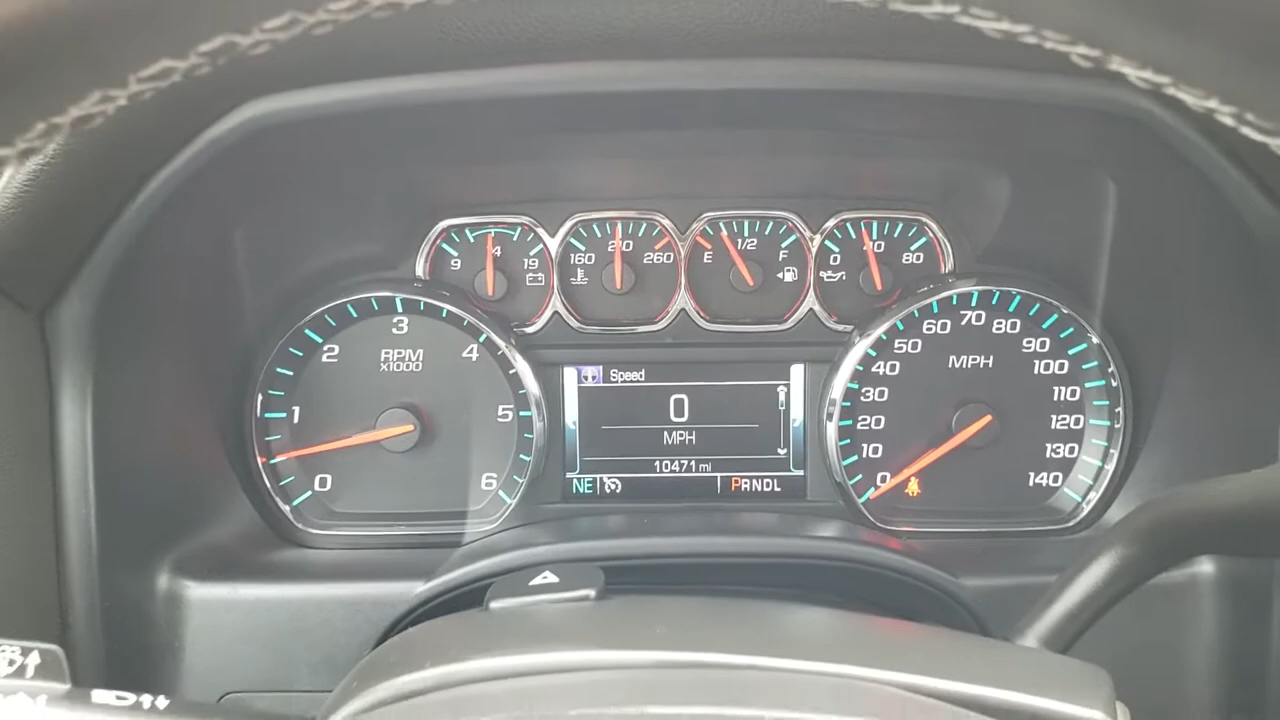 9 14 19
160 210 260
E 1/2 F
0 40 80
0 1 2 3 4 5 6
RPM
x1000
Speed
0
MPH
10471 mi
NE
PRNDL
0 10 20 30 40 50 60 70 80 90 100 110 120 130 140
MPH